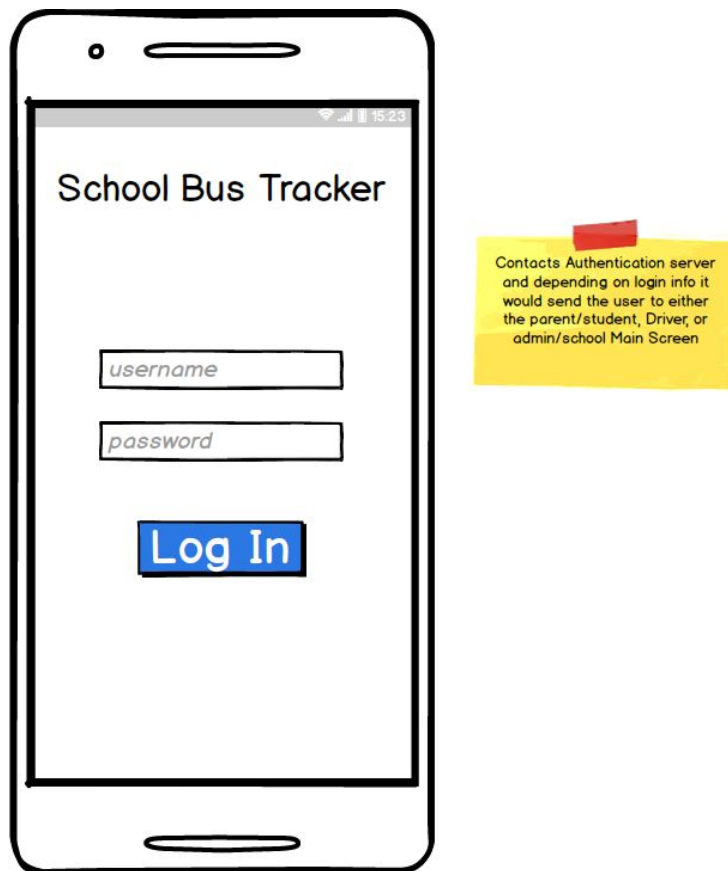 15:23
School Bus Tracker
username
password
Log In
Contacts Authentication server
and depending on login info it
would send the user to either
the parent/student, Driver, or
admin/school Main Screen